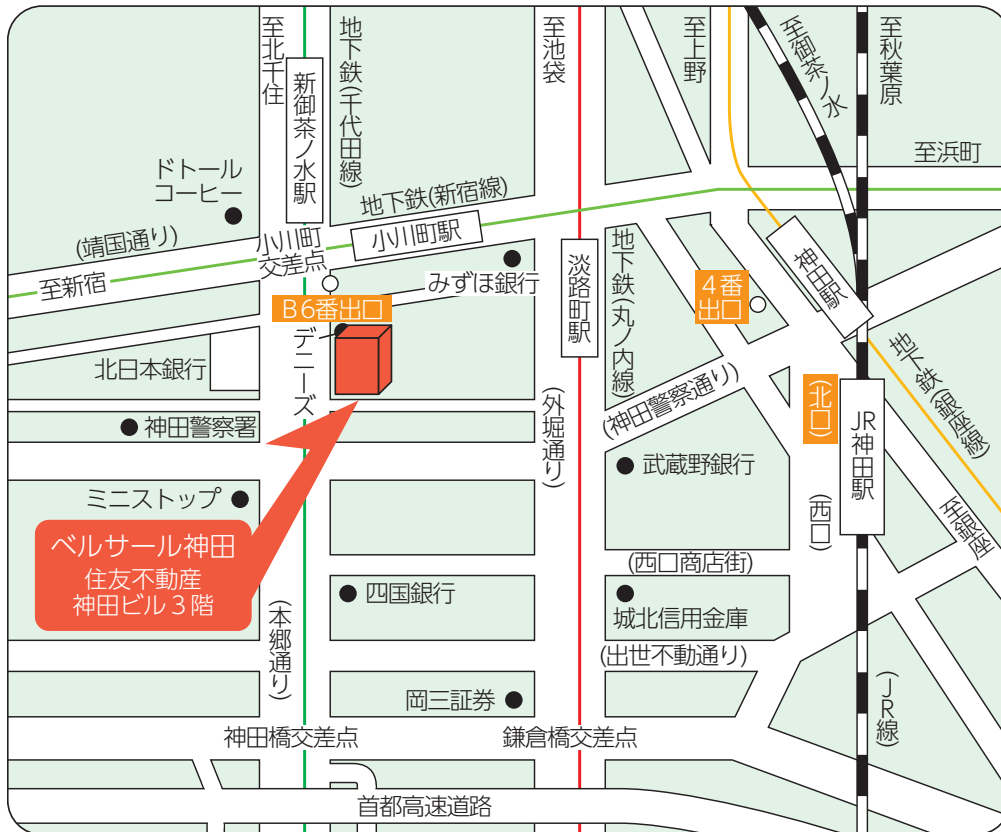 至北千住
地下鉄(千代田線)
新御茶ノ水駅
至池袋
至上野
至御茶ノ水
至秋葉原
至浜町
ドトール
コーヒー
地下鉄(新宿線)
(靖国通り)
小川町
交差点
小川町駅
至新宿
みずほ銀行
淡路町駅
地下鉄(丸ノ内線)
4番
出口
神田駅
B6番出口
デニーズ
北日本銀行
地下鉄(銀座線)
(神田警察通り)
(北口)
JR神田駅
(外堀通り)
神田警察署
武蔵野銀行
ミニストップ
(西口)
至銀座
ベルサール神田
住友不動産
神田ビル3階
(西口商店街)
四国銀行
城北信用金庫
(本郷通り)
(出世不動通り)
(JR線)
岡三証券
神田橋交差点
鎌倉橋交差点
首都高速道路